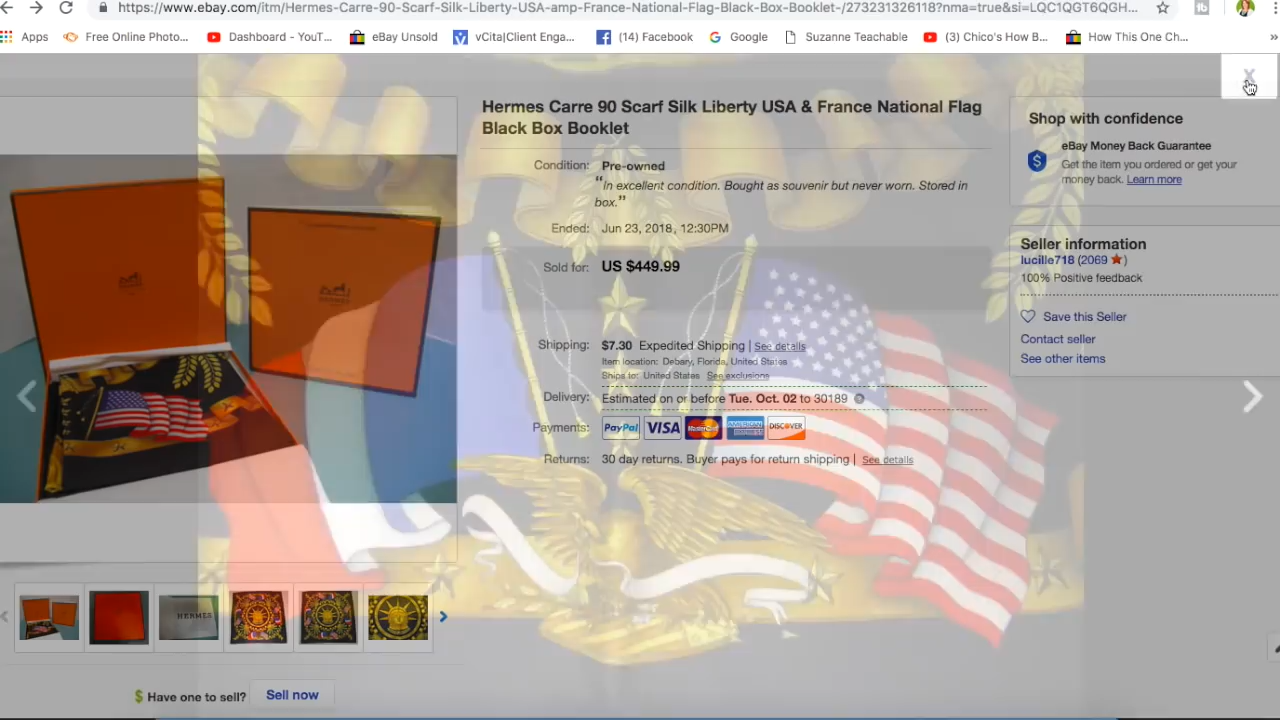 https://www.ebay.com/itm/Hermes-Carre-90-Scarf-Silk-Liberty-USA-amp-France-National-Flag-Black-Box-Booklet-/273231326118?nma=true&si=LQC1QGT6QGH...
Apps Free Online Photo... Dashboard - YouT... eBay Unsold vCita|Client Enga... (14) Facebook Google Suzanne Teachable (3) Chico's How B... How This One Ch... »
X
Hermes Carre 90 Scarf Silk Liberty USA & France National Flag
Black Box Booklet
Condition: Pre-owned
"In excellent condition. Bought as souvenir but never worn. Stored in
box."
Ended: Jun 23, 2018, 12:30PM
Sold for: US $449.99
Shipping: $7.30 Expedited Shipping | See details
Item location: Debary, Florida, United States
Ships to: United States See exclusions
Delivery: Estimated on or before Tue. Oct. 02 to 30189
Payments: PayPal VISA MasterCard AMERICAN EXPRESS DISCOVER
Returns: 30 day returns. Buyer pays for return shipping | See details
Shop with confidence
eBay Money Back Guarantee
Get the item you ordered or get your
money back. Learn more
Seller information
lucille718 (2069 )
100% Positive feedback
Save this Seller
Contact seller
See other items
HERMES
$ Have one to sell? Sell now